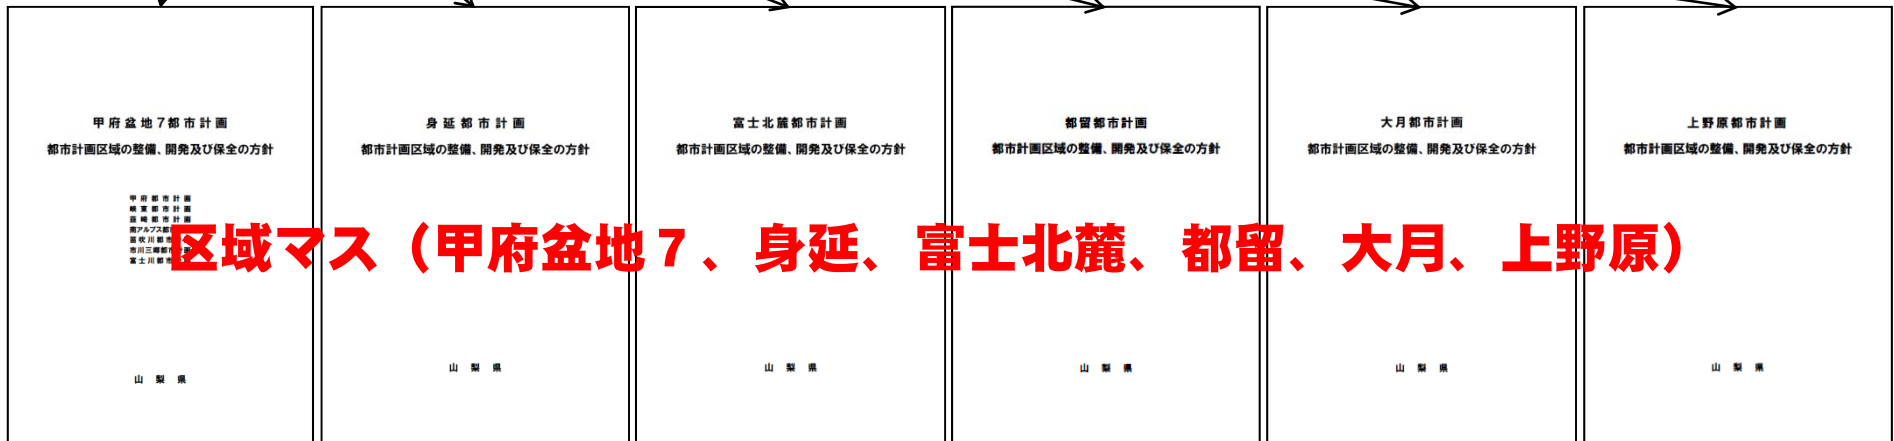 甲府盆地7都市計画
都市計画区域の整備、開発及び保全の方針
甲府都市計画
峡東都市計画
韮崎都市計画
南アルプス都市
笛吹川都市
市川三郷都市計画
富士川都市
山梨県
身延都市計画
都市計画区域の整備、開発及び保全の方針
山梨県
富士北麓都市計画
都市計画区域の整備、開発及び保全の方針
山梨県
都留都市計画
都市計画区域の整備、開発及び保全の方針
山梨県
大月都市計画
都市計画区域の整備、開発及び保全の方針
山梨県
上野原都市計画
都市計画区域の整備、開発及び保全の方針
山梨県
区域マス（甲府盆地７、身延、富士北麓、都留、大月、上野原）